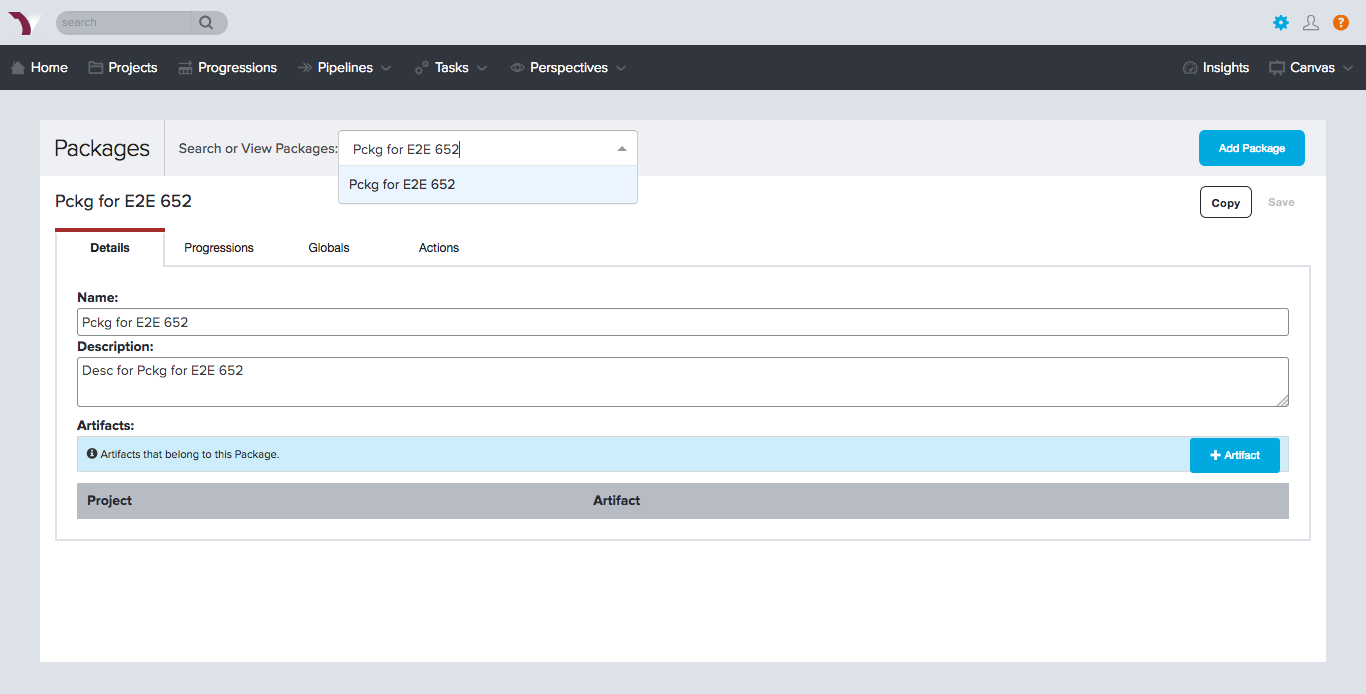 search
?
Home Projects Progressions Pipelines Tasks Perspectives Insights Canvas
Packages Search or View Packages: Pckg for E2E 652 Add Package
Pckg for E2E 652
Pckg for E2E 652 Copy Save
Details Progressions Globals Actions
Name:
Pckg for E2E 652
Description:
Desc for Pckg for E2E 652
Artifacts:
Artifacts that belong to this Package. + Artifact
Project Artifact